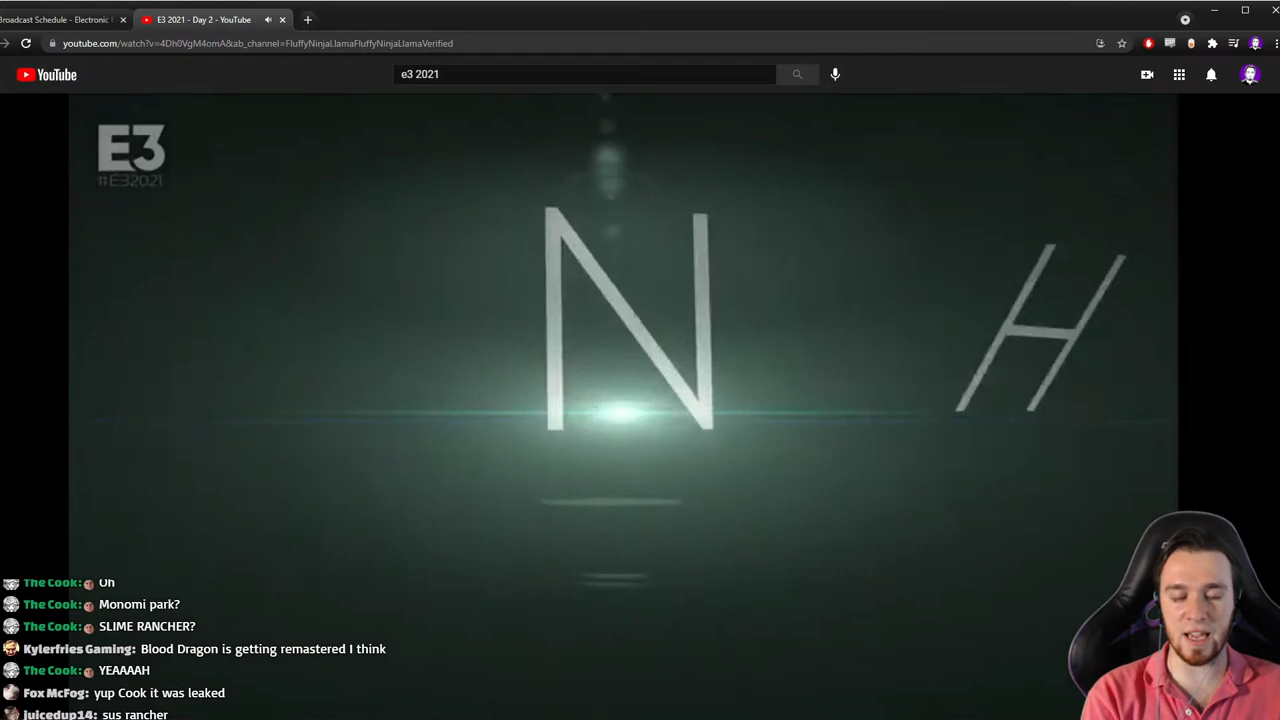 Broadcast Schedule - Electronic E
E3 2021 - Day 2 - YouTube
youtube.com/watch?v=4Dh0VgM4omA&ab_channel=FluffyNinjaLlamaFluffyNinjaLlamaVerified
YouTube
e3 2021
E3
#E32021
N H
The Cook: Oh
The Cook: Monomi park?
The Cook: SLIME RANCHER?
Kylerfries Gaming: Blood Dragon is getting remastered I think
The Cook: YEAAAAH
Fox McFog: yup Cook it was leaked
juicedup14: sus rancher